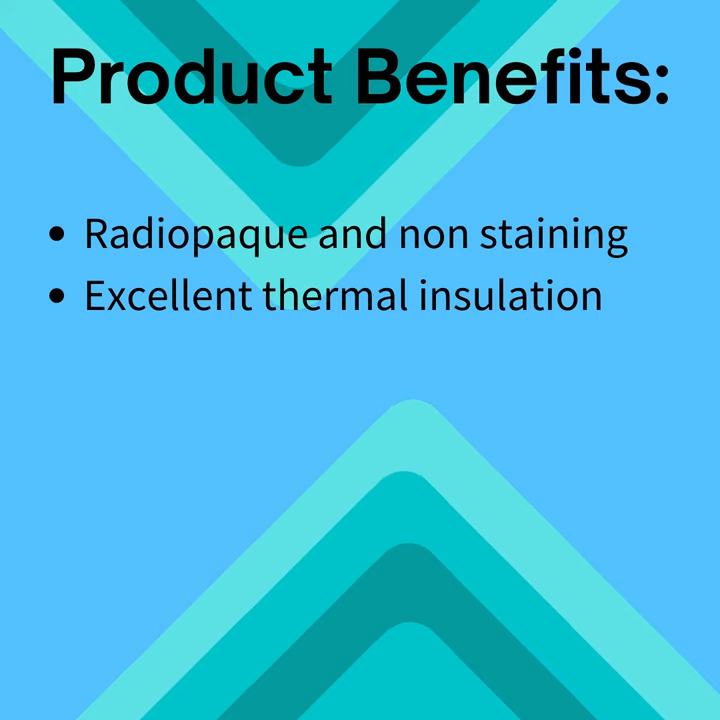 Product Benefits:
• Radiopaque and non staining
• Excellent thermal insulation